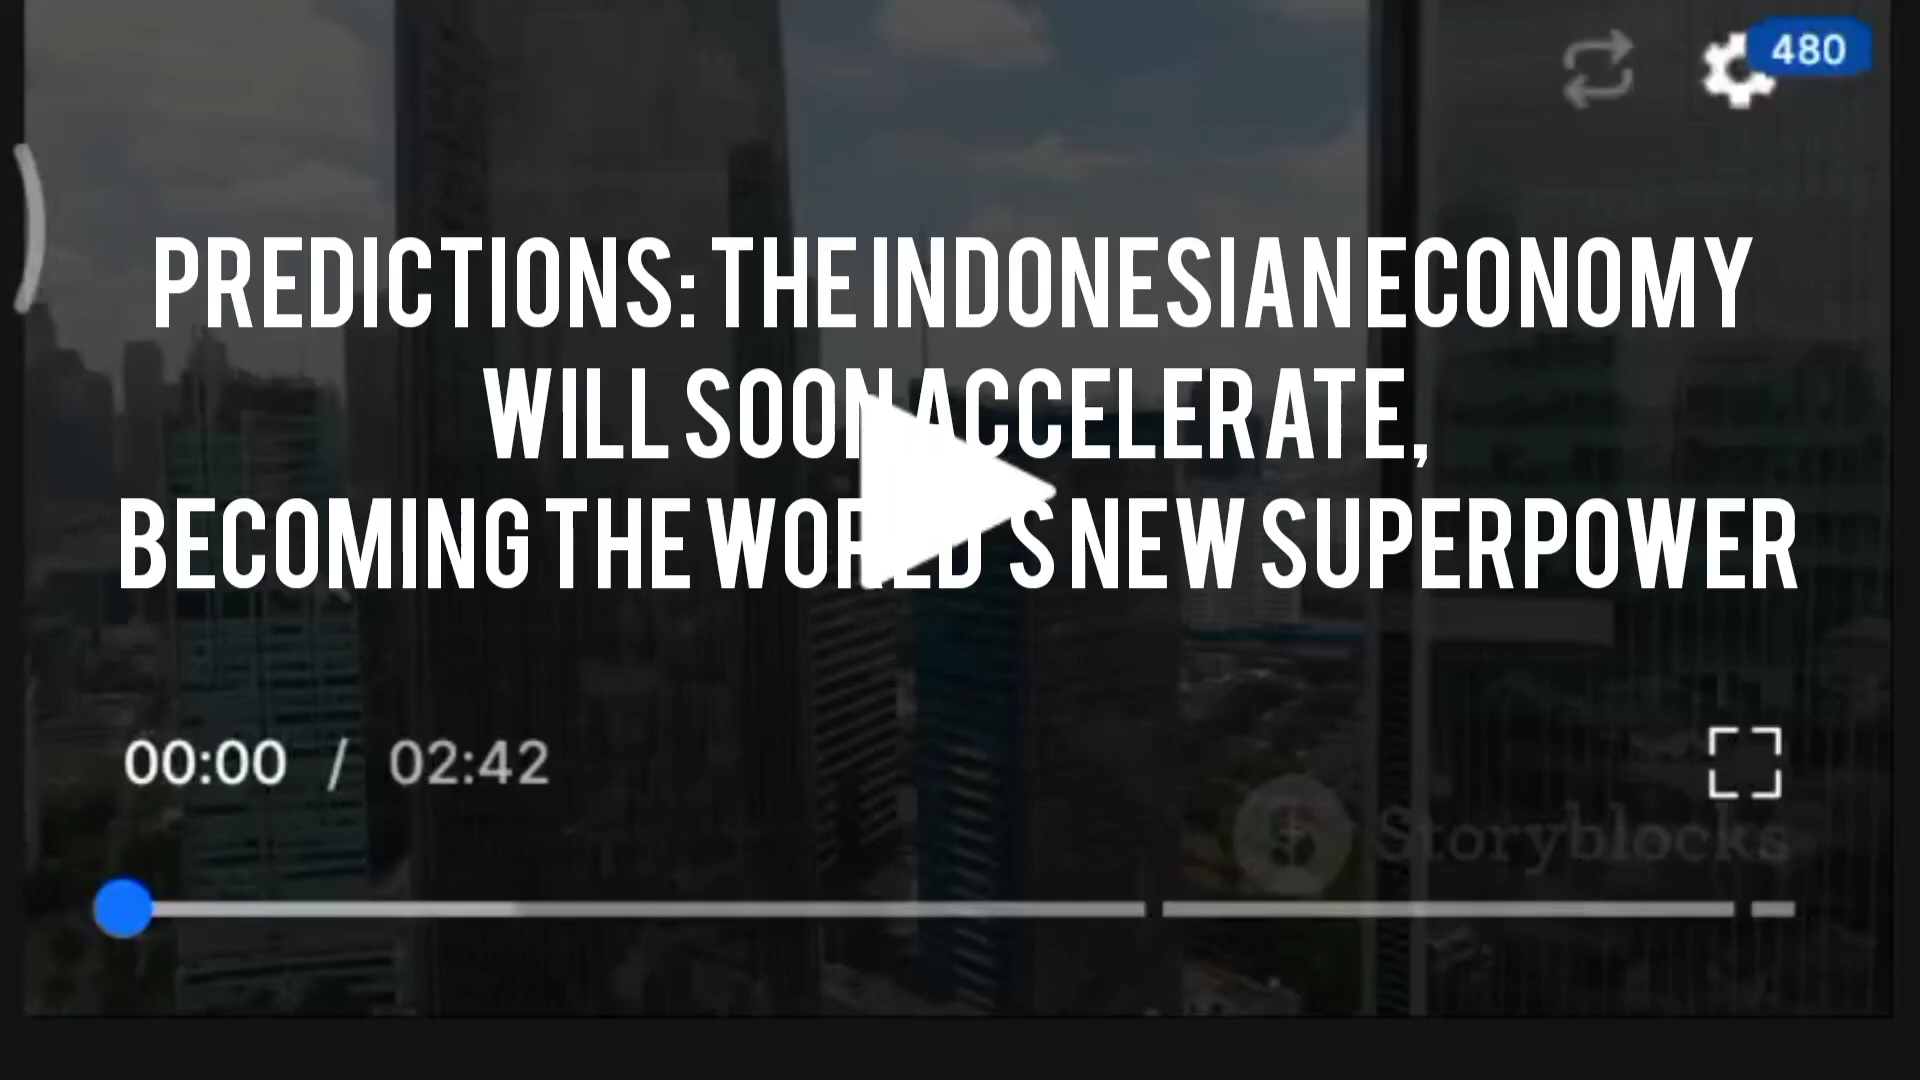 480
PREDICTIONS: THE INDONESIAN ECONOMY
WILL SOON ACCELERATE,
BECOMING THE WORLD'S NEW SUPERPOWER
00:00 / 02:42
Storyblocks